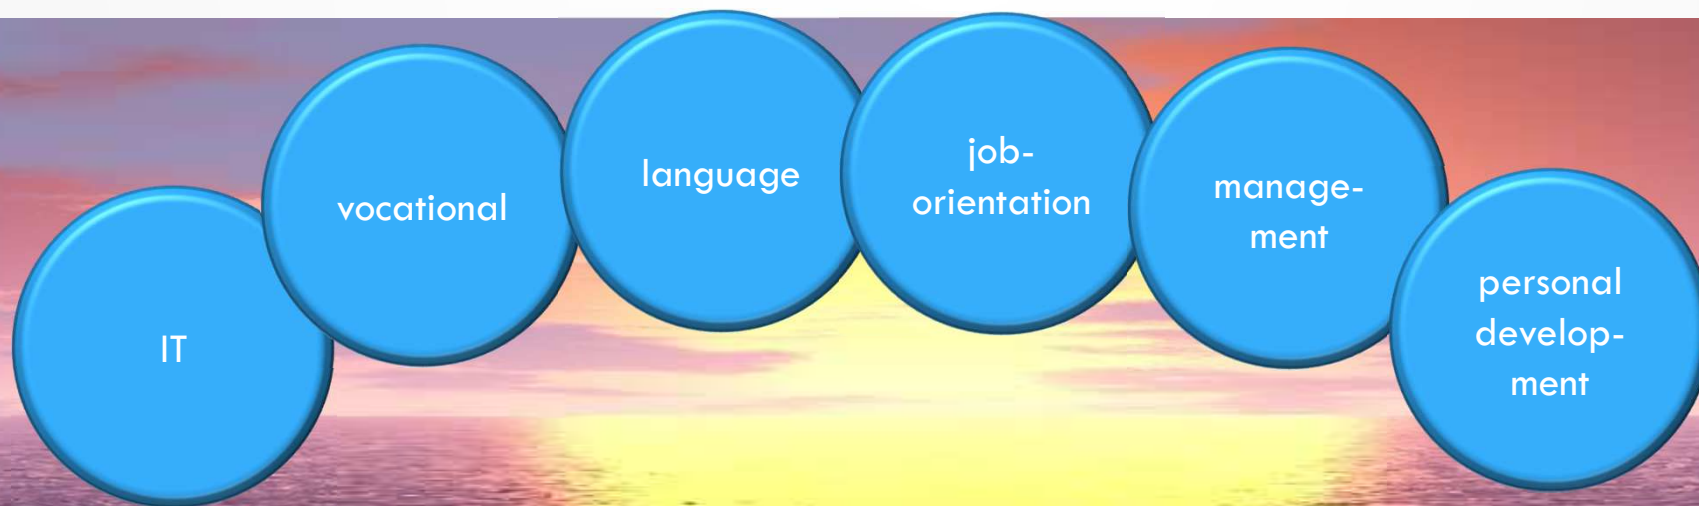 IT
vocational
language
job-
orientation
manage-
ment
personal
develop-
ment